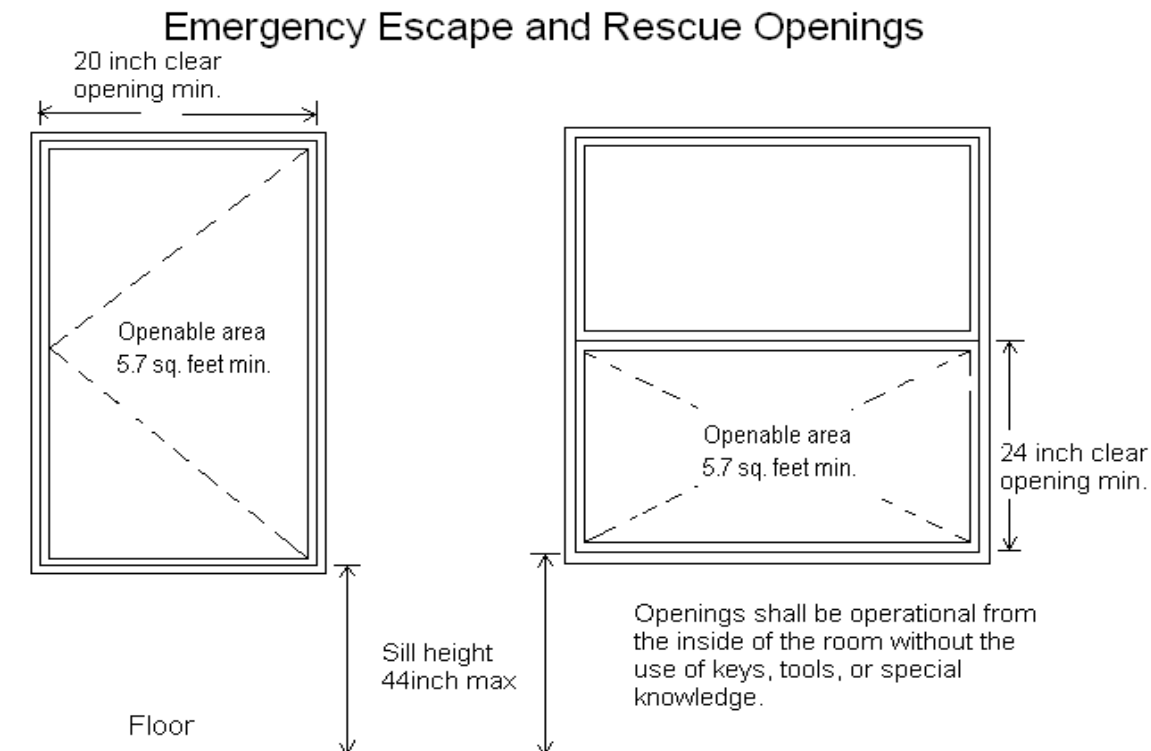 Emergency Escape and Rescue Openings
20 inch clear
opening min.
Openable area
5.7 sq. feet min.
Openable area
5.7 sq. feet min.
24 inch clear
opening min.
Sill height
44inch max
Openings shall be operational from
the inside of the room without the
use of keys, tools, or special
knowledge.
Floor